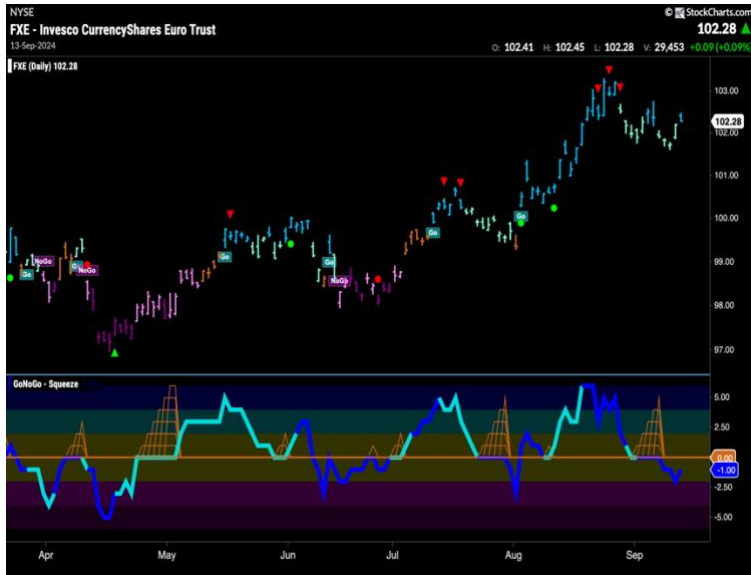 NYSE
© StockCharts.com
FXE - Invesco CurrencyShares Euro Trust
102.28
13-Sep-2024
O: 102.41 H: 102.45 L: 102.28 V: 29,453 +0.09 (+0.09%)
FXE (Daily) 102.28
103.00
102.28
102.00
101.00
100.00
99.00
98.00
97.00
Go
NoGo
NoGo
Go
Go
NoGo
Go
Go
GoNoGo - Squeeze
5.00
2.50
0.00
-1.00
-2.50
-5.00
Apr May Jun Jul Aug Sep